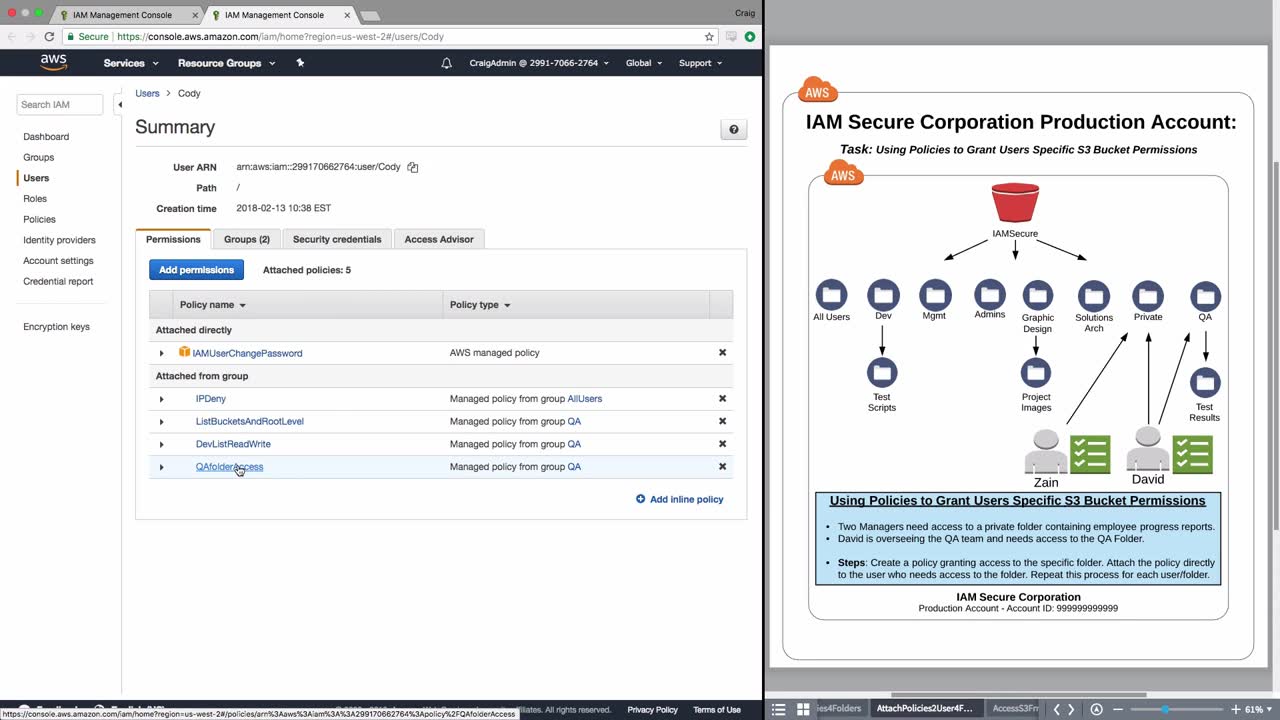 IAM Management Console
IAM Management Console
Craig
Secure
https://console.aws.amazon.com/iam/home?region=us-west-2#/users/Cody
aws
Services
Resource Groups
CraigAdmin @ 2991-7066-2764
Global
Support
Search IAM
Dashboard
Groups
Users
Roles
Policies
Identity providers
Account settings
Credential report
Encryption keys
Users > Cody
Summary
?
User ARN arn:aws:iam::299170662764:user/Cody
Path /
Creation time 2018-02-13 10:38 EST
Permissions
Groups (2)
Security credentials
Access Advisor
Add permissions
Attached policies: 5
Policy name
Policy type
Attached directly
IAMUserChangePassword AWS managed policy
Attached from group
IPDeny Managed policy from group AllUsers
ListBucketsAndRootLevel Managed policy from group QA
DevListReadWrite Managed policy from group QA
QAfolderAccess Managed policy from group QA
Add inline policy
affiliates. All rights reserved.
Privacy Policy
Terms of Use
https://console.aws.amazon.com/iam/home?region=us-west-2#/policies/arn%3Aaws%3Aiam%3A%3A299170662764%3Apolicy%2FQAfolderAccess
AWS
IAM Secure Corporation Production Account:
Task: Using Policies to Grant Users Specific S3 Bucket Permissions
AWS
IAMSecure
All Users
Dev
Mgmt
Admins
Graphic
Design
Solutions
Arch
Private
QA
Test
Scripts
Project
Images
Test
Results
Zain
David
Using Policies to Grant Users Specific S3 Bucket Permissions
• Two Managers need access to a private folder containing employee progress reports.
• David is overseeing the QA team and needs access to the QA Folder.
• Steps: Create a policy granting access to the specific folder. Attach the policy directly
to the user who needs access to the folder. Repeat this process for each user/folder.
IAM Secure Corporation
Production Account - Account ID: 999999999999
ies4Folders
AttachPolicies2User4F...
AccessS3Fr
61%